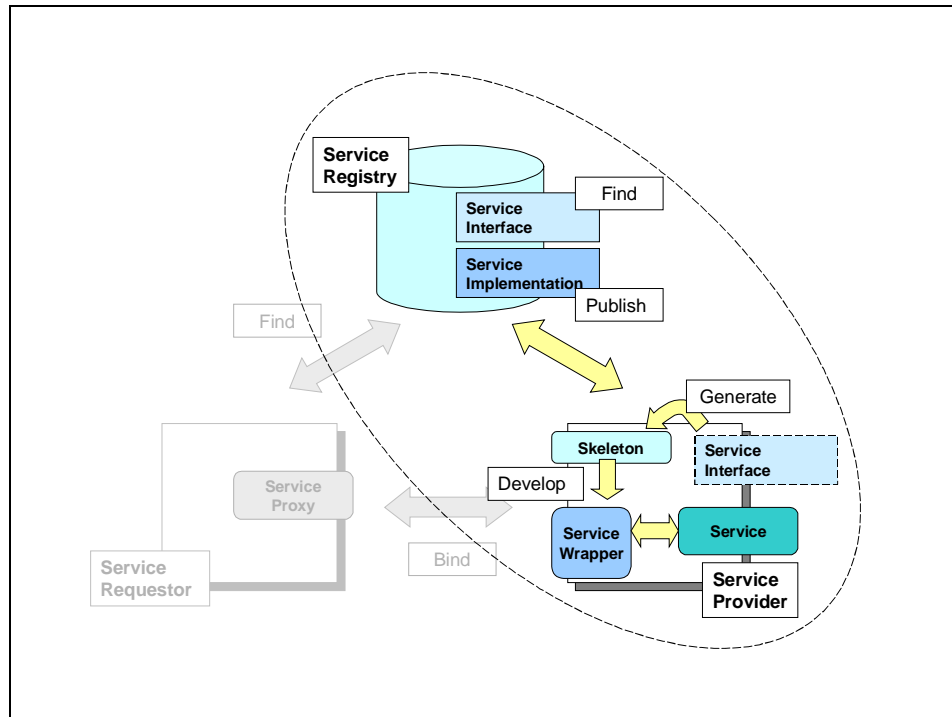 Service
Registry
Find
Service
Interface
Service
Implementation
Publish
Find
Generate
Skeleton
Service
Interface
Develop
Service
Proxy
Service
Wrapper
Service
Bind
Service
Requestor
Service
Provider